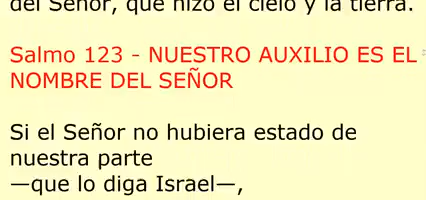 del Señor, que hizo el cielo y la tierra.
Salmo 123 - NUESTRO AUXILIO ES EL
NOMBRE DEL SEÑOR
Si el Señor no hubiera estado de
nuestra parte
—que lo diga Israel—,